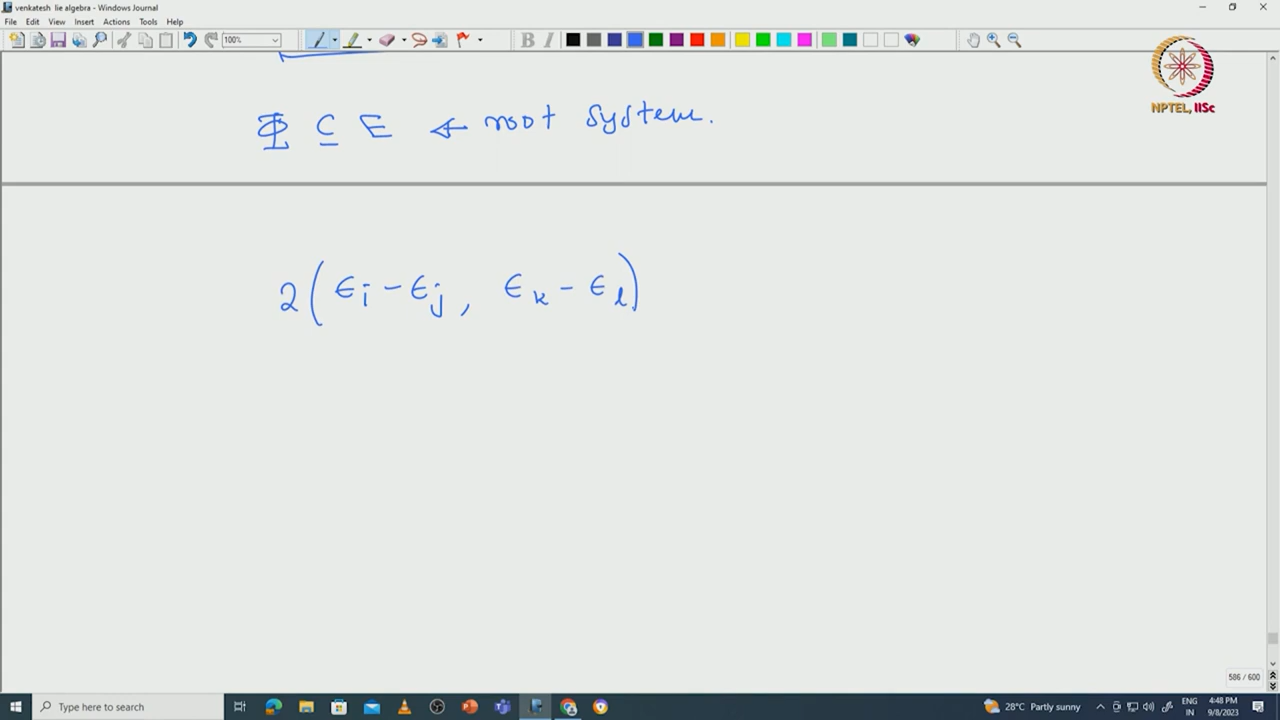 venkatesh lie algebra - Windows Journal
File Edit View Insert Actions Tools Help
100%
B I
NPTEL, IISc
Φ ⊆ E ← root system.
2(ϵi − ϵj, ϵk − ϵl)
586 / 600
Type here to search
28°C Partly sunny
ENG
IN
4:48 PM
9/8/2023